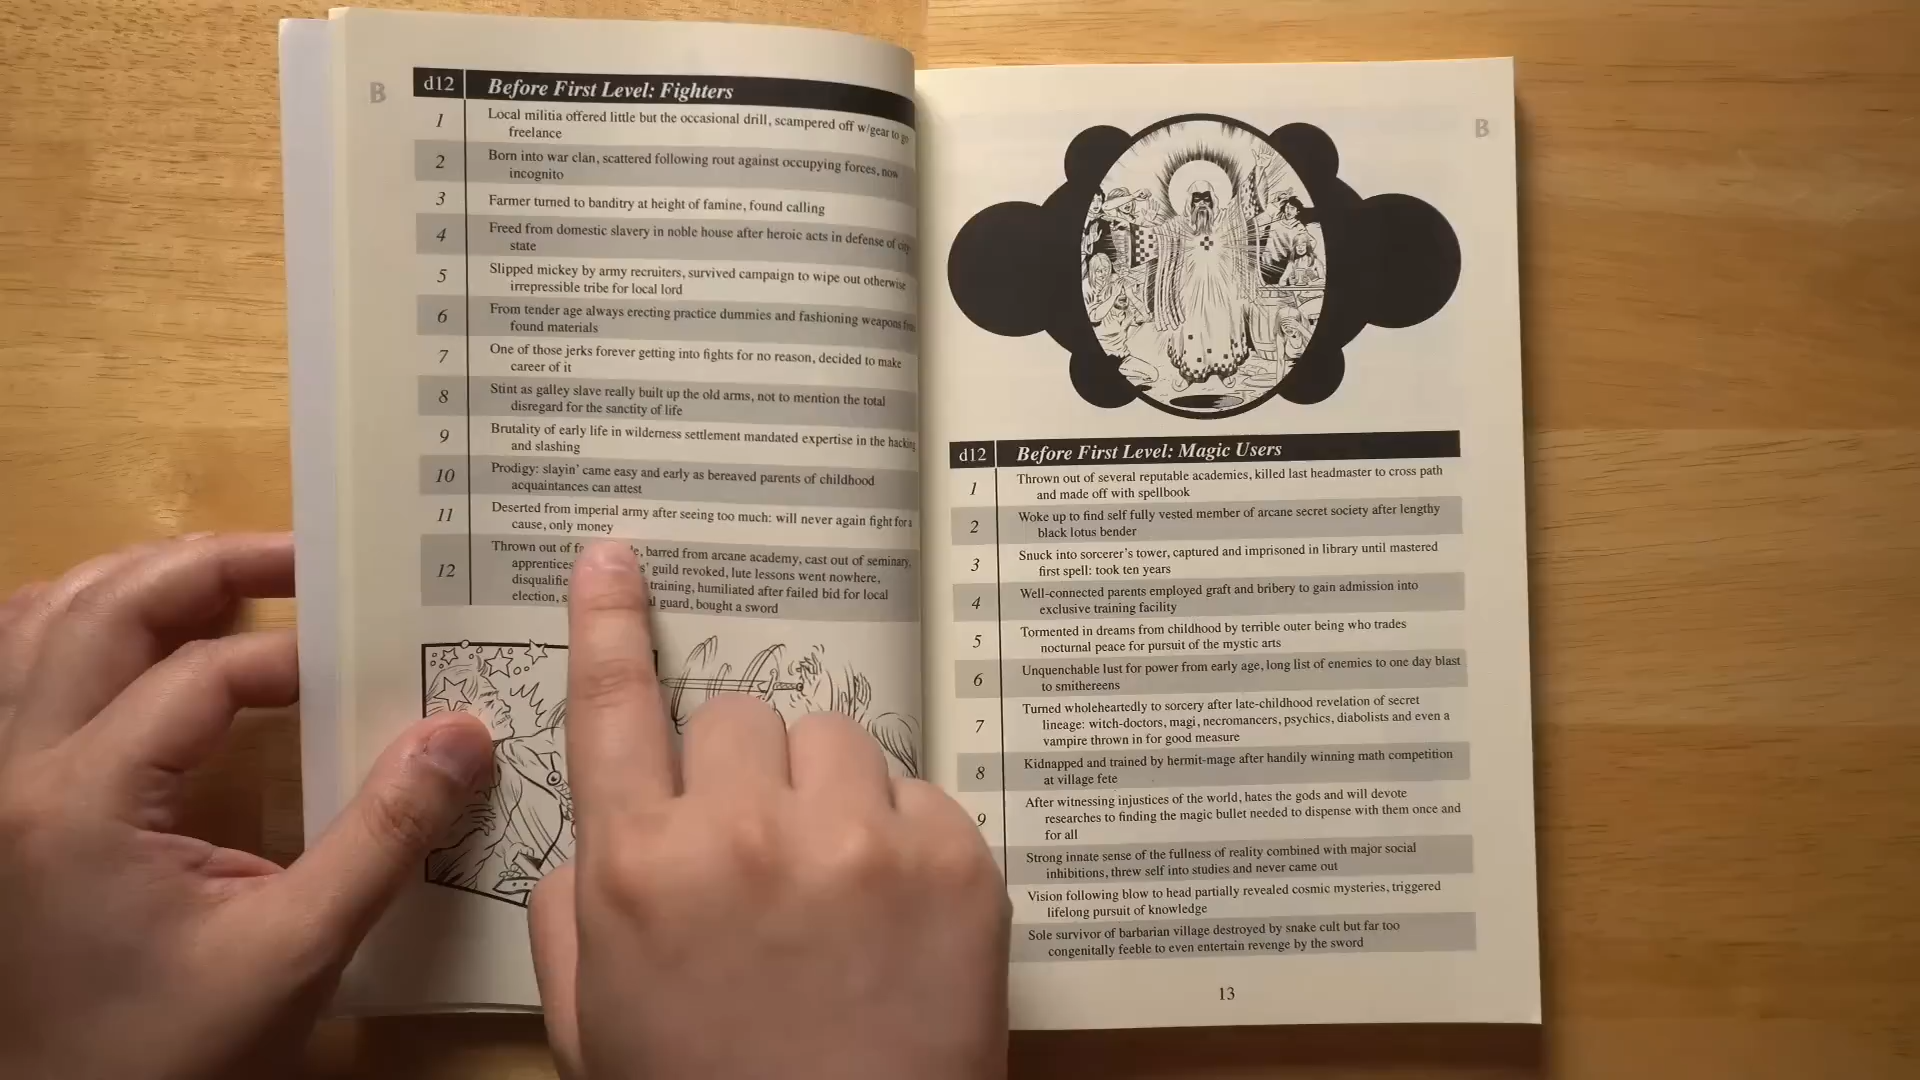 B
d12 Before First Level: Fighters
1 Local militia offered little but the occasional drill, scampered off w/gear to go
freelance
2 Born into war clan, scattered following rout against occupying forces, now
incognito
3 Farmer turned to banditry at height of famine, found calling
4 Freed from domestic slavery in noble house after heroic acts in defense of city
state
5 Slipped mickey by army recruiters, survived campaign to wipe out otherwise
irrepressible tribe for local lord
6 From tender age always erecting practice dummies and fashioning weapons
found materials
7 One of those jerks forever getting into fights for no reason, decided to make
career of it
8 Stint as galley slave really built up the old arms, not to mention the total
disregard for the sanctity of life
9 Brutality of early life in wilderness settlement mandated expertise in the hacking
and slashing
10 Prodigy: slayin' came easy and early as bereaved parents of childhood
acquaintances can attest
11 Deserted from imperial army after seeing too much: will never again fight for a
cause, only money
12 Thrown out of barred from arcane academy, cast out of seminary,
guild revoked, lute lessons went nowhere,
training, humiliated after failed bid for local
election, guard, bought a sword
B
d12 Before First Level: Magic Users
1 Thrown out of several reputable academies, killed last headmaster to cross path
and made off with spellbook
2 Woke up to find self fully vested member of arcane secret society after lengthy
black lotus bender
3 Snuck into sorcerer's tower, captured and imprisoned in library until mastered
first spell: took ten years
4 Well-connected parents employed graft and bribery to gain admission into
exclusive training facility
5 Tormented in dreams from childhood by terrible outer being who trades
nocturnal peace for pursuit of the mystic arts
6 Unquenchable lust for power from early age, long list of enemies to one day blast
to smithereens
7 Turned wholeheartedly to sorcery after late-childhood revelation of secret
lineage: witch-doctors, magi, necromancers, psychics, diabolists and even a
vampire thrown in for good measure
8 Kidnapped and trained by hermit-mage after handily winning math competition
at village fete
9 After witnessing injustices of the world, hates the gods and will devote
researches to finding the magic bullet needed to dispense with them once and
for all
Strong innate sense of the fullness of reality combined with major social
inhibitions, threw self into studies and never came out
Vision following blow to head partially revealed cosmic mysteries, triggered
lifelong pursuit of knowledge
Sole survivor of barbarian village destroyed by snake cult but far too
congenitally feeble to even entertain revenge by the sword
13